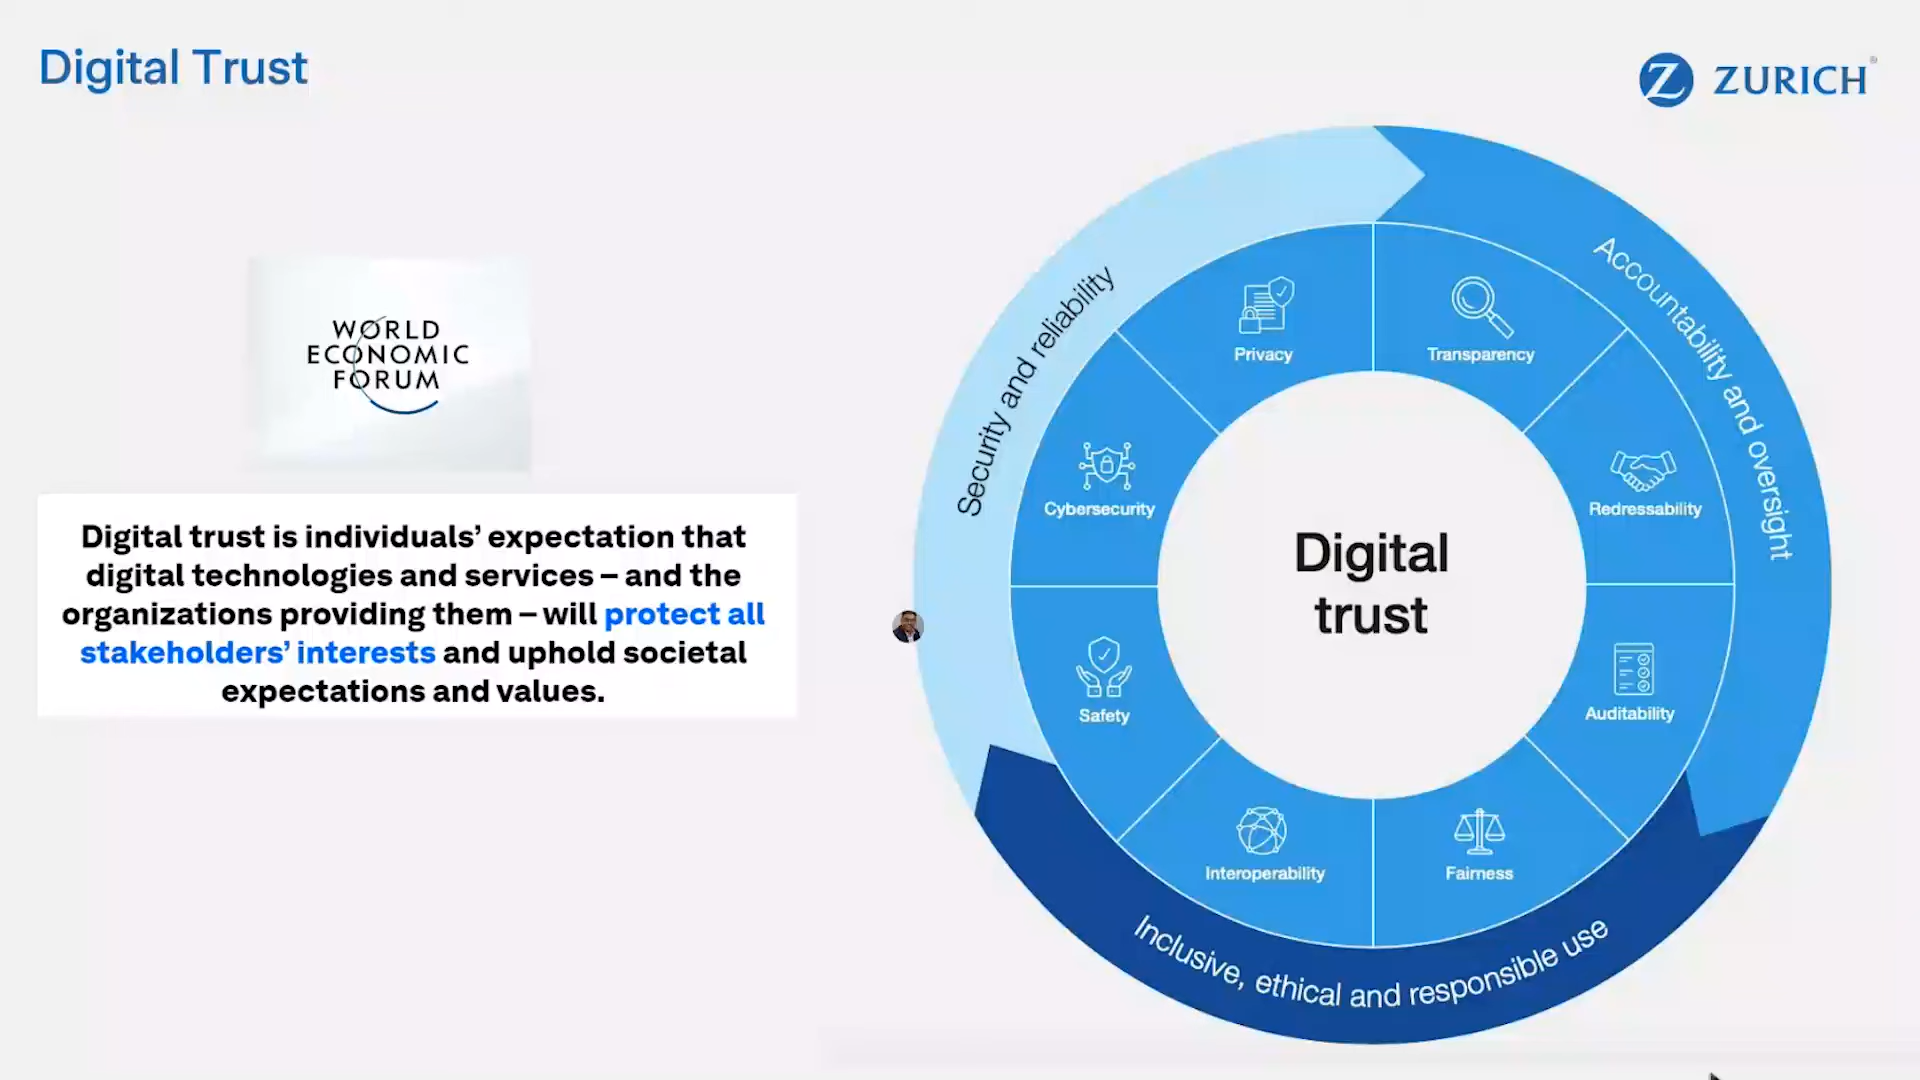 Digital Trust
ZURICH®
WORLD
ECONOMIC
FORUM
Digital trust is individuals’ expectation that
digital technologies and services – and the
organizations providing them – will protect all
stakeholders’ interests and uphold societal
expectations and values.
Security and reliability
Accountability and oversight
Inclusive, ethical and responsible use
Privacy
Transparency
Cybersecurity
Redressability
Safety
Auditability
Interoperability
Fairness
Digital
trust